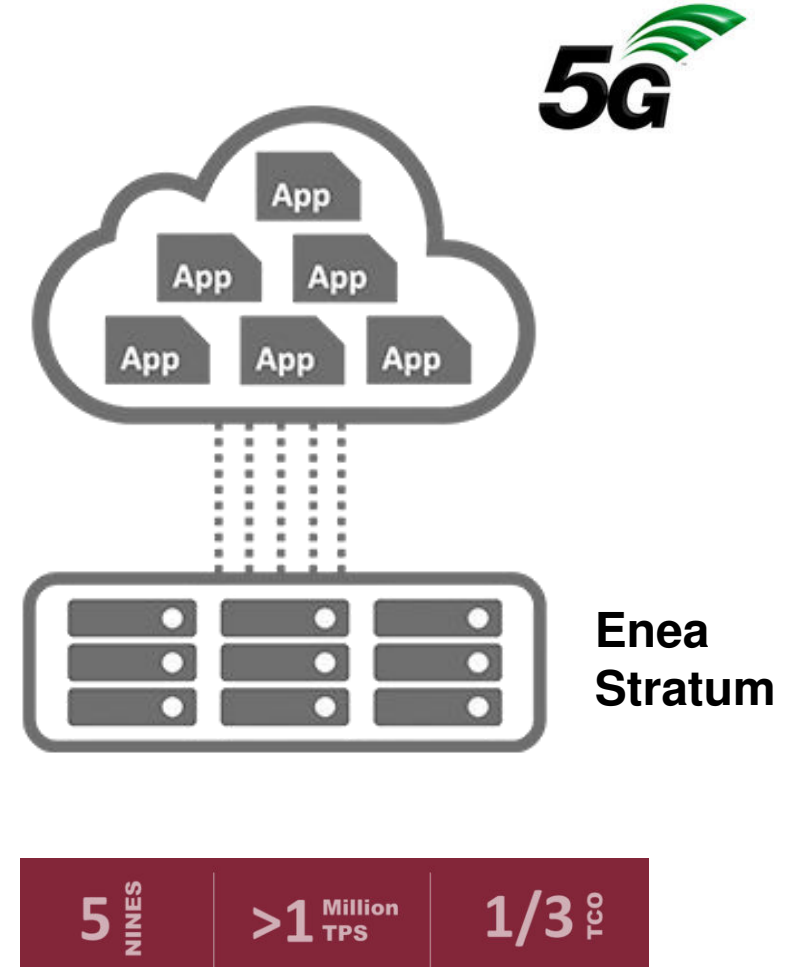 5G
App
App App
App App App
Enea
Stratum
5 NINES
>1 Million
TPS
1/3 TCO